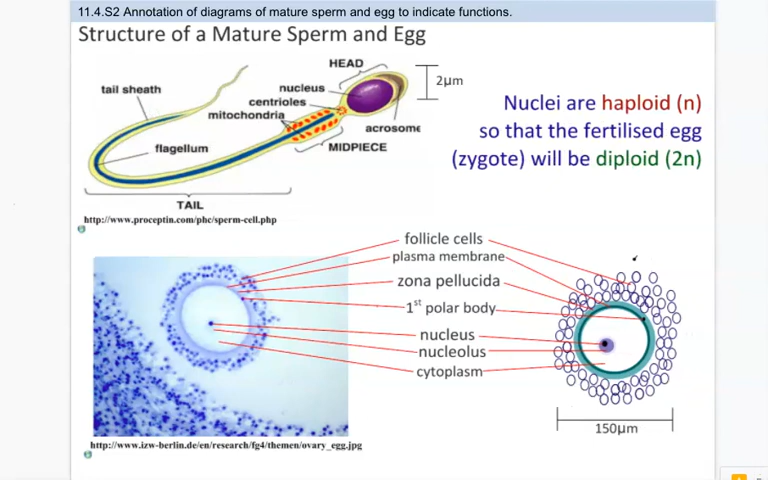 11.4.S2 Annotation of diagrams of mature sperm and egg to indicate functions.
Structure of a Mature Sperm and Egg
HEAD
tail sheath
nucleus
centrioles
mitochondria
2μm
acrosome
flagellum
MIDPIECE
TAIL
http://www.proceptin.com/phc/sperm-cell.php
Nuclei are haploid (n)
so that the fertilised egg
(zygote) will be diploid (2n)
follicle cells
plasma membrane
zona pellucida
1st polar body
nucleus
nucleolus
cytoplasm
150μm
http://www.izw-berlin.de/en/research/fg4/themen/ovary_egg.jpg